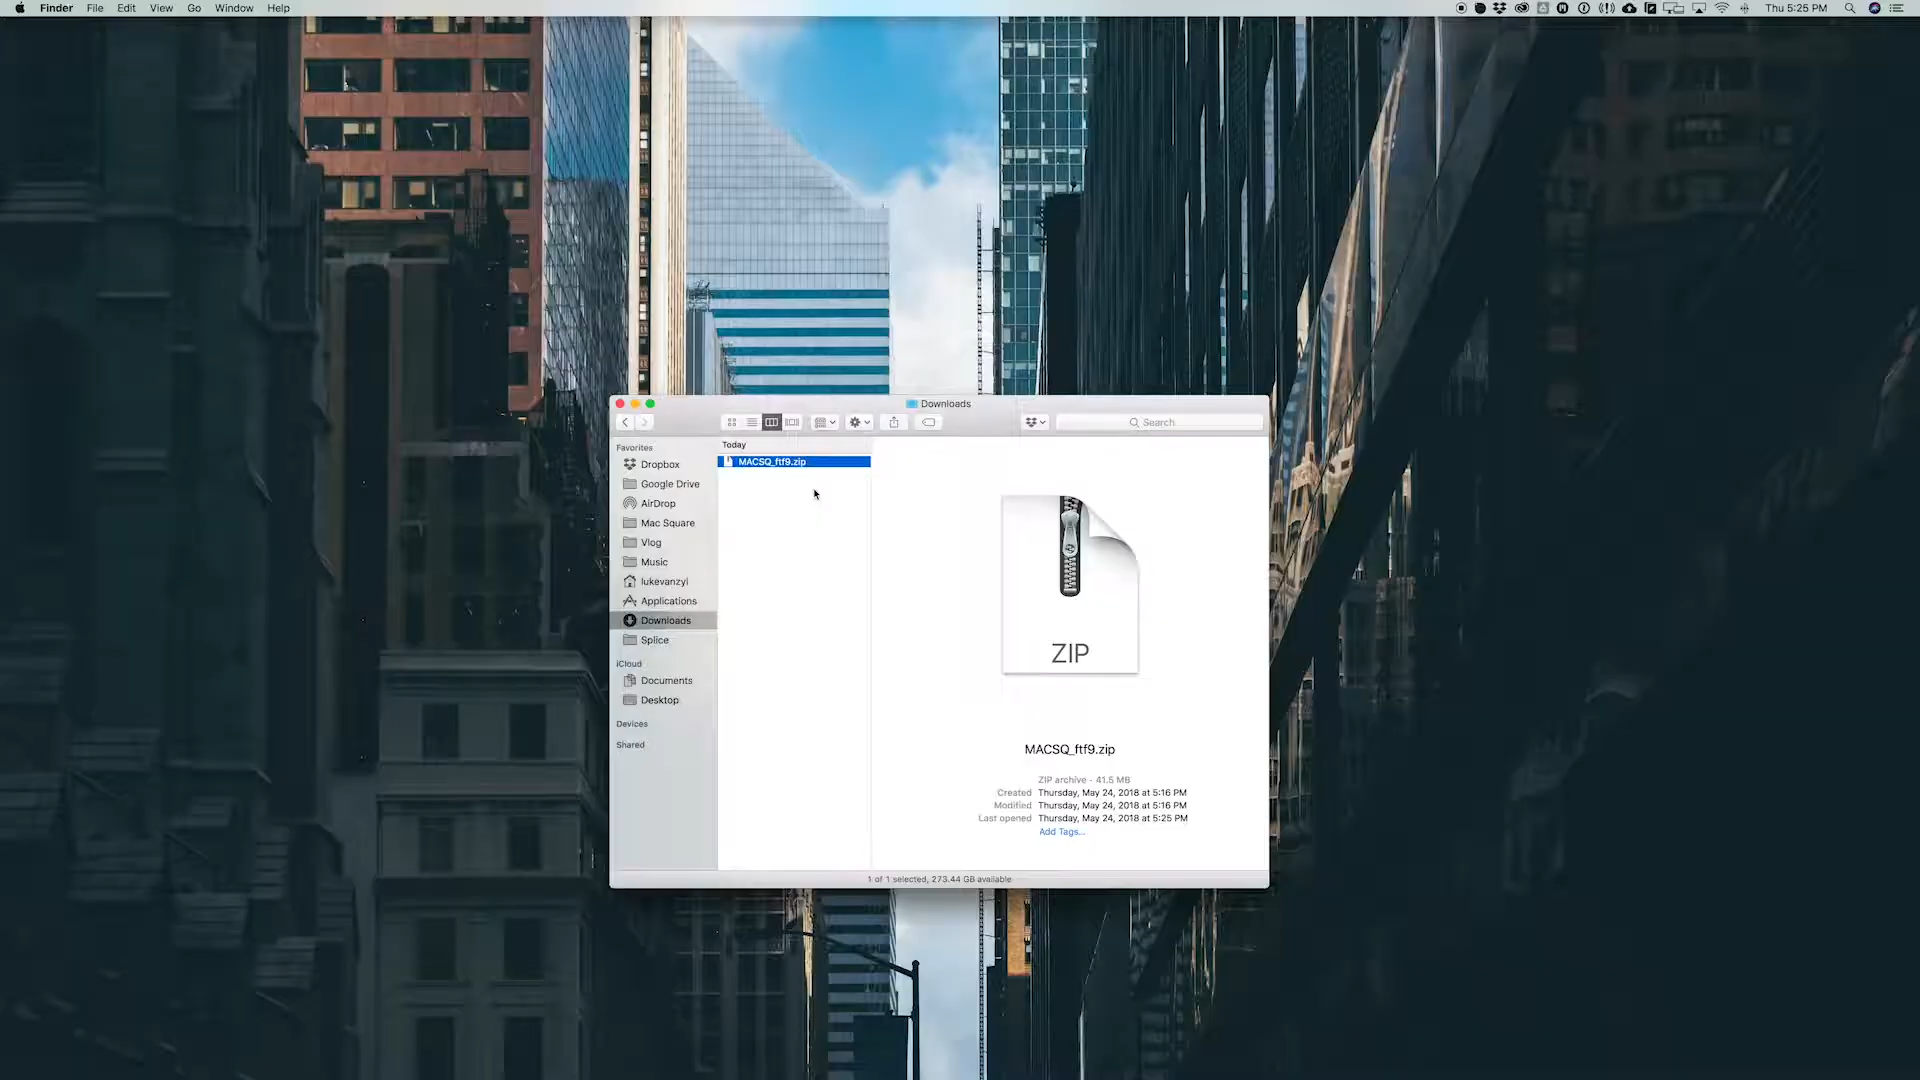 Finder File Edit View Go Window Help
Thu 5:25 PM
Downloads
Search
Favorites
Dropbox
Google Drive
AirDrop
Mac Square
Vlog
Music
lukevanzyl
Applications
Downloads
Splice
iCloud
Documents
Desktop
Devices
Shared
Today
MACSQ_ftf9.zip
ZIP
MACSQ_ftf9.zip
ZIP archive - 41.5 MB
Created Thursday, May 24, 2018 at 5:16 PM
Modified Thursday, May 24, 2018 at 5:16 PM
Last opened Thursday, May 24, 2018 at 5:25 PM
Add Tags...
1 of 1 selected, 273.44 GB available